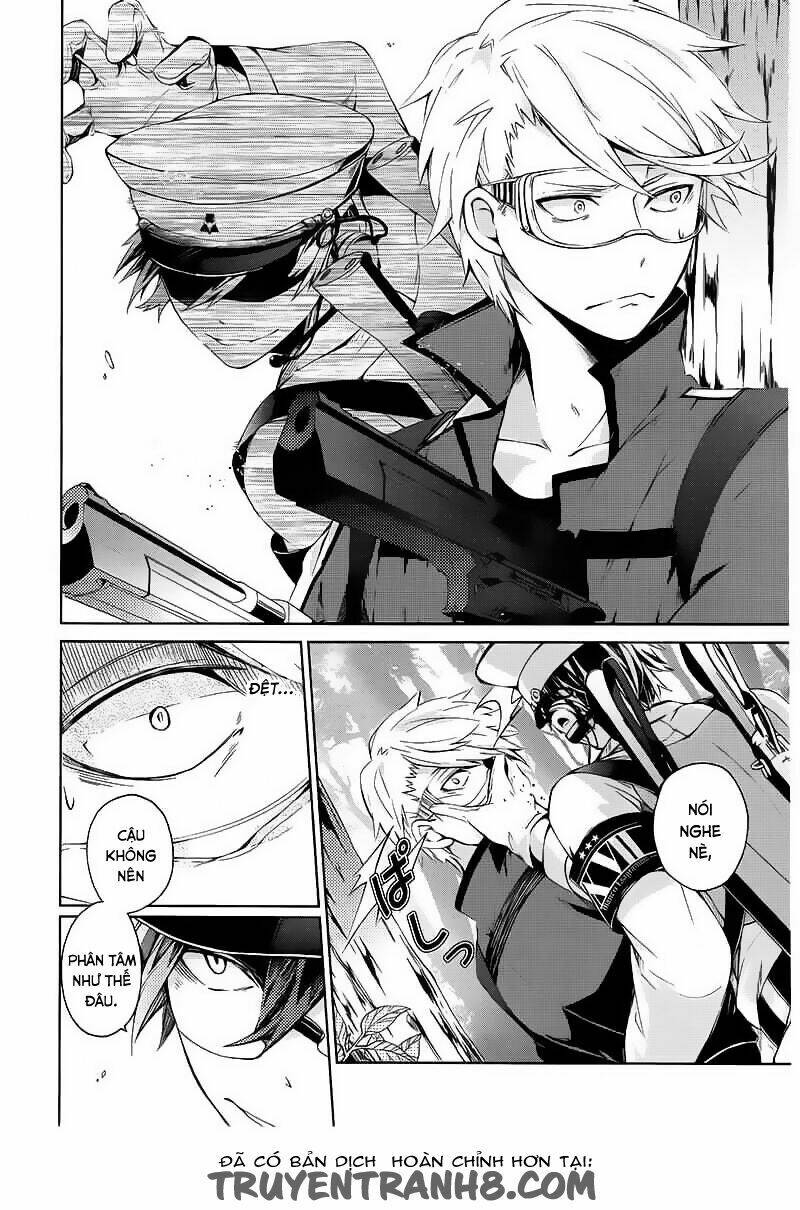 NÓI
NGHE
NÈ,
ぱしっ
XVII
ĐỆT...
CẬU
KHÔNG
NÊN
PHÂN TÂM
NHƯ THẾ
ĐÂU.
ĐÃ CÓ BẢN DỊCH HOÀN CHỈNH HƠN TẠI:
TRUYENTRANH8.COM